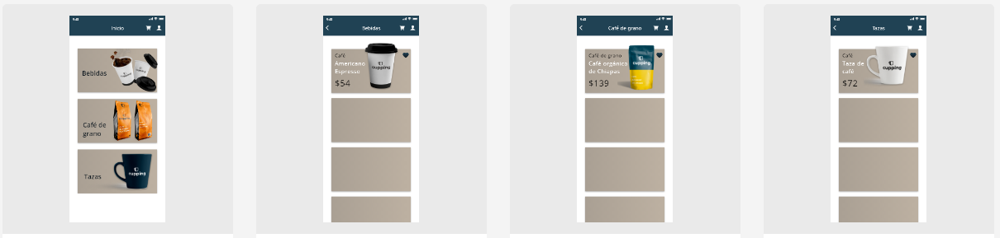 9:41
Inicio
Bebidas
cupping
Café de
grano
Tazas
cupping
9:41
Bebidas
Café
Americano
Espresso
$54
cupping
9:41
Café de grano
Café de grano
Café orgánico
de Chiapas
$139
cupping
9:41
Tazas
Café
Taza de
café
$72
cupping